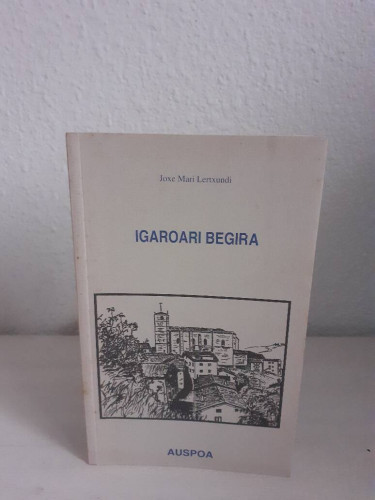 Joxe Mari Lertxundi
IGAROARI BEGIRA
AUSPOA